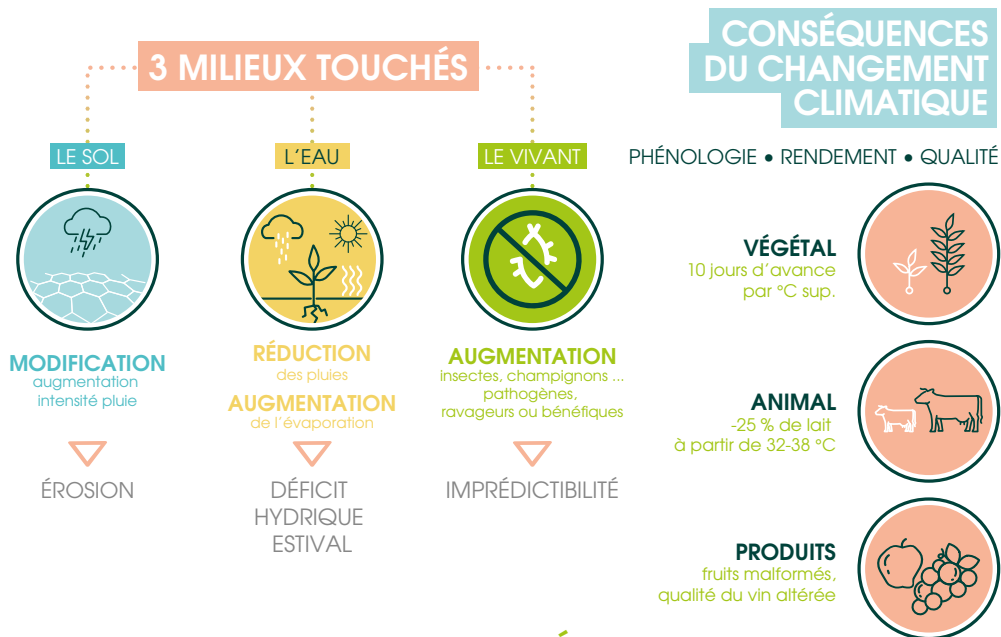 3 MILIEUX TOUCHÉS
LE SOL
MODIFICATION
augmentation
intensité pluie
ÉROSION
L'EAU
RÉDUCTION
des pluies
AUGMENTATION
de l'évaporation
DÉFICIT
HYDRIQUE
ESTIVAL
LE VIVANT
AUGMENTATION
insectes, champignons ...
pathogènes,
ravageurs ou bénéfiques
IMPRÉDICTIBILITÉ
CONSÉQUENCES
DU CHANGEMENT
CLIMATIQUE
PHÉNOLOGIE • RENDEMENT • QUALITÉ
VÉGÉTAL
10 jours d'avance
par °C sup.
ANIMAL
-25 % de lait
à partir de 32-38 °C
PRODUITS
fruits malformés,
qualité du vin altérée